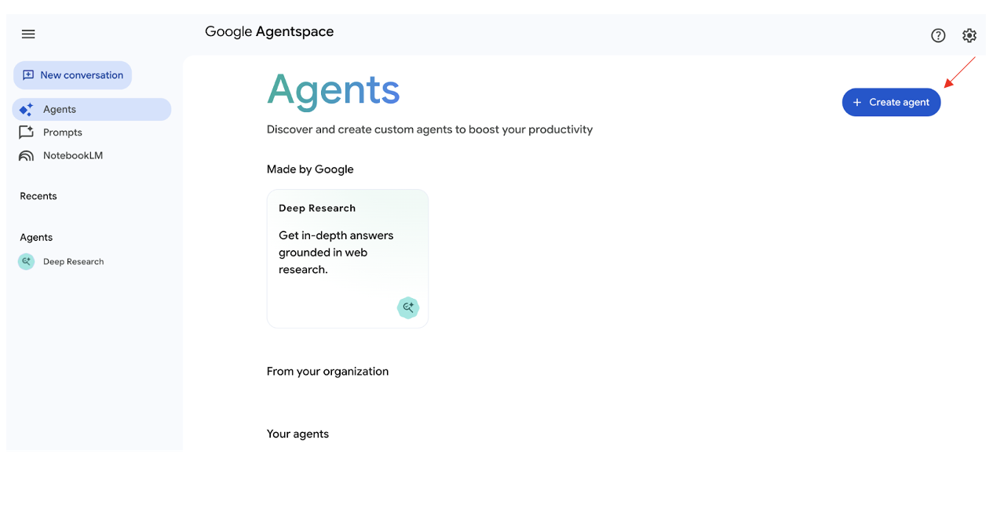 Google Agentspace
New conversation
Agents
Prompts
NotebookLM
Recents
Agents
Deep Research
Agents
+ Create agent
Discover and create custom agents to boost your productivity
Made by Google
Deep Research
Get in-depth answers
grounded in web
research.
From your organization
Your agents